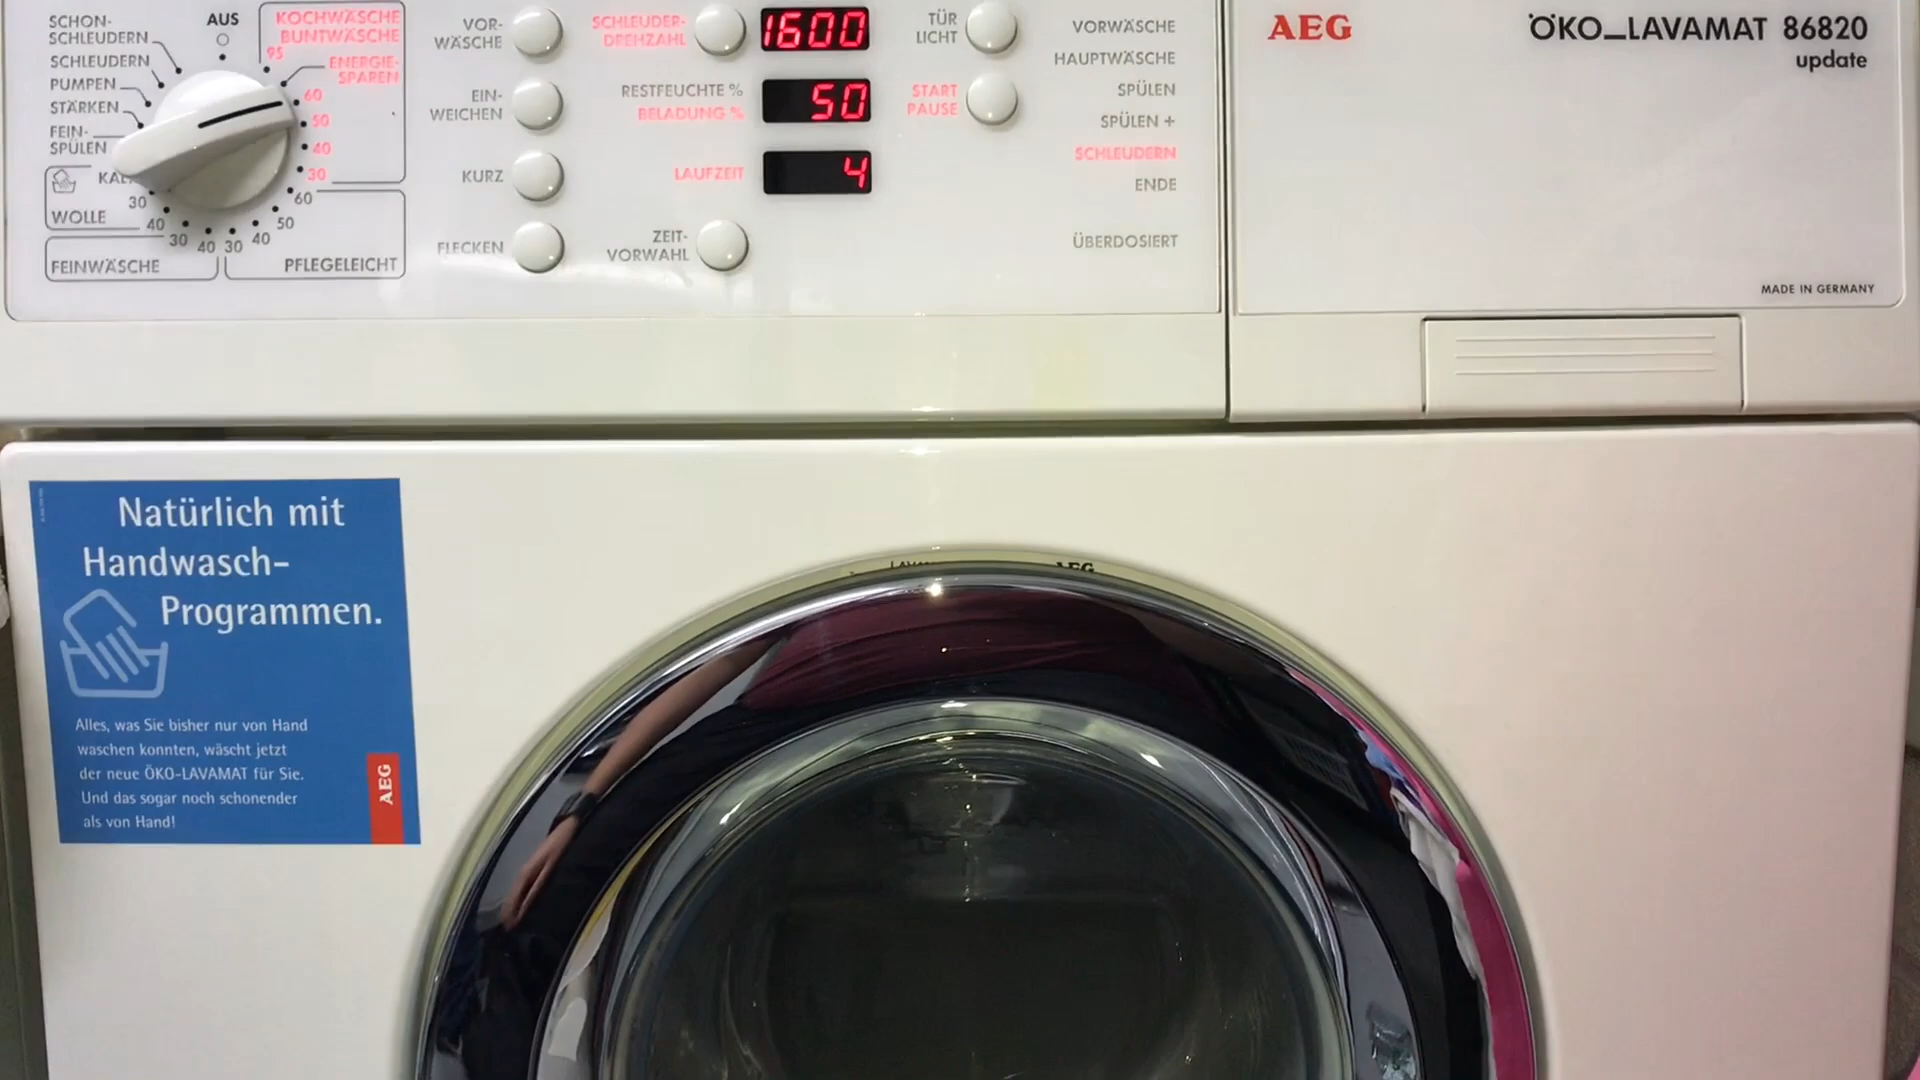 SCHON-
SCHLEUDERN
SCHLEUDERN
PUMPEN
STÄRKEN
FEIN-
SPÜLEN
AUS
KOCHWÄSCHE
BUNTWÄSCHE
95
ENERGIE-
SPAREN
60
50
40
30
60
50
40
30
PFLEGELEICHT
40
30
FEINWÄSCHE
40
30
WOLLE
VOR-
WÄSCHE
EIN-
WEICHEN
KURZ
FLECKEN
SCHLEUDER-
DREHZAHL
1600
RESTFEUCHTE %
BELADUNG %
50
LAUFZEIT
4
ZEIT-
VORWAHL
TÜR
LICHT
START
PAUSE
VORWÄSCHE
HAUPTWÄSCHE
SPÜLEN
SPÜLEN +
SCHLEUDERN
ENDE
ÜBERDOSIERT
AEG
ÖKO_LAVAMAT 86820
update
MADE IN GERMANY
Natürlich mit
Handwasch-
Programmen.
Alles, was Sie bisher nur von Hand
waschen konnten, wäscht jetzt
der neue ÖKO-LAVAMAT für Sie.
Und das sogar noch schonender
als von Hand!
AEG
AEG